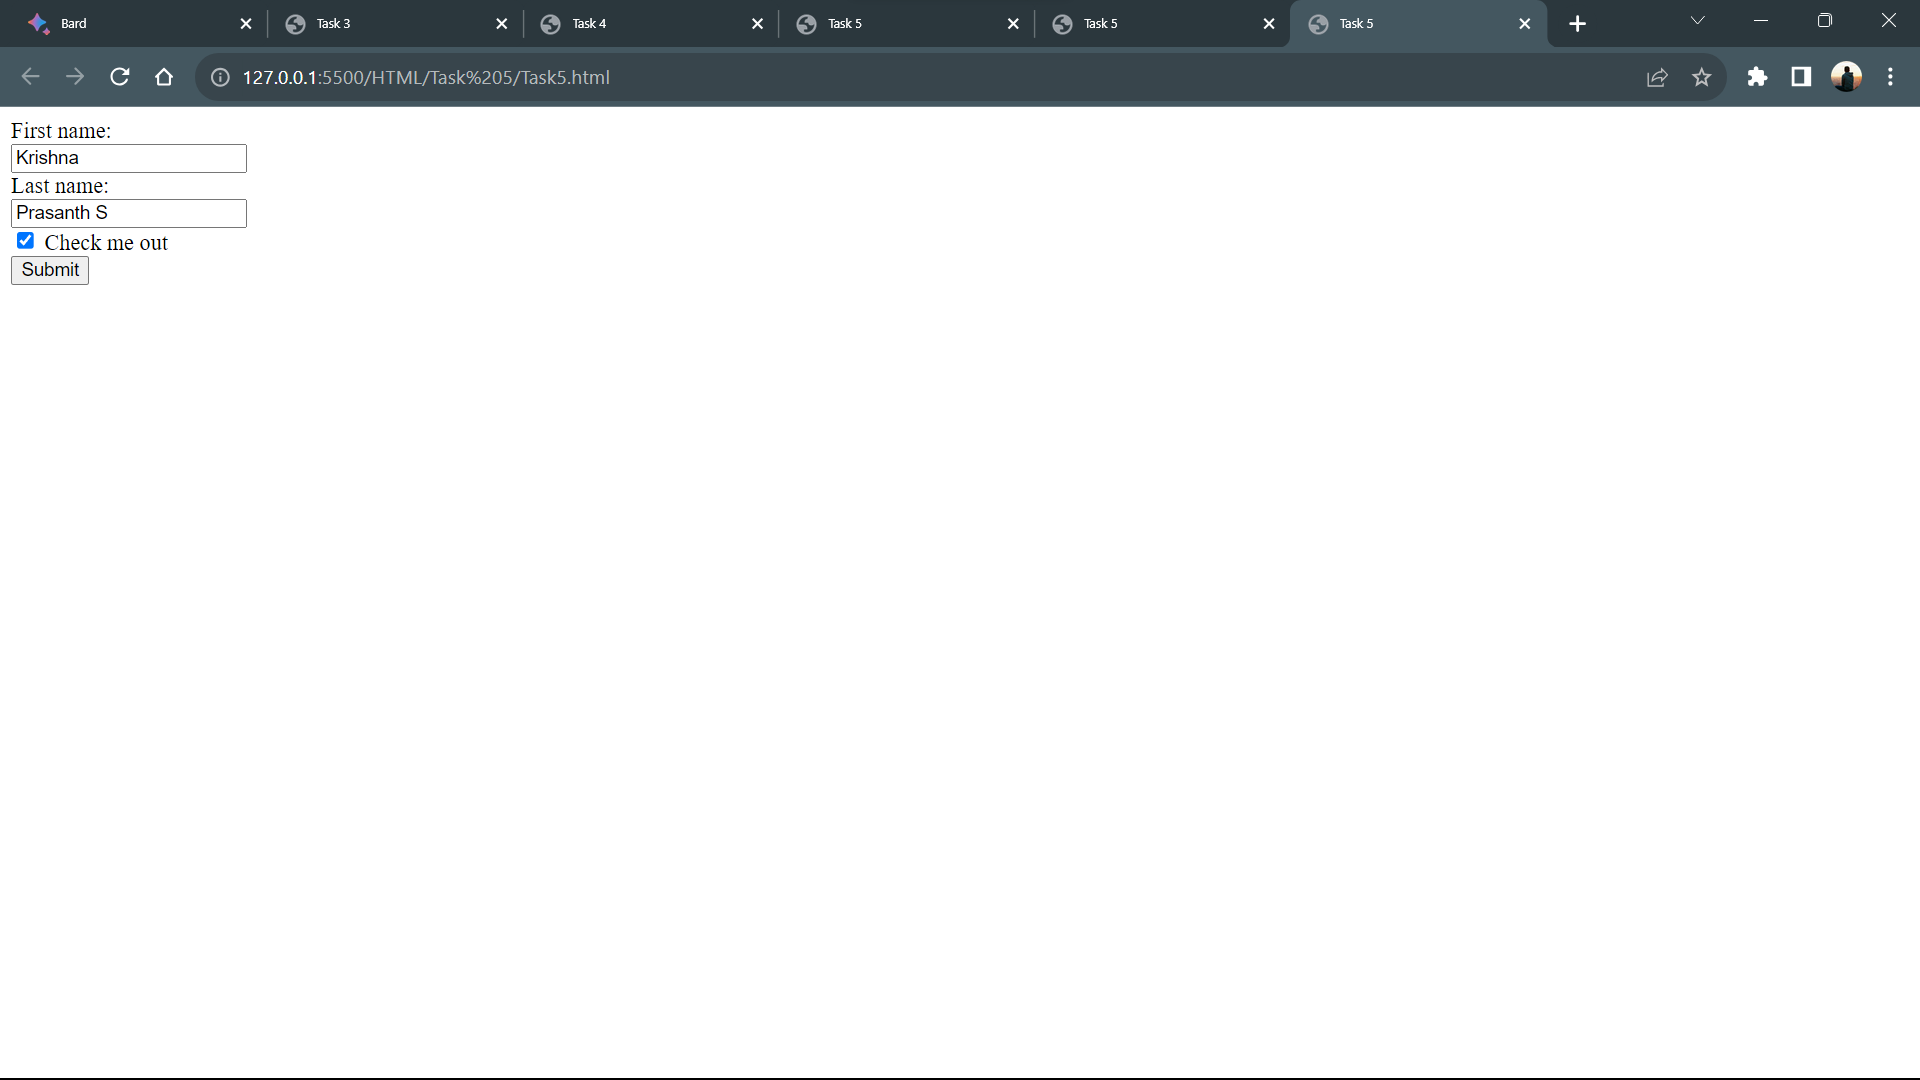 Bard
Task 3
Task 4
Task 5
Task 5
Task 5
127.0.0.1:5500/HTML/Task%205/Task5.html
First name:
Krishna
Last name:
Prasanth S
Check me out
Submit